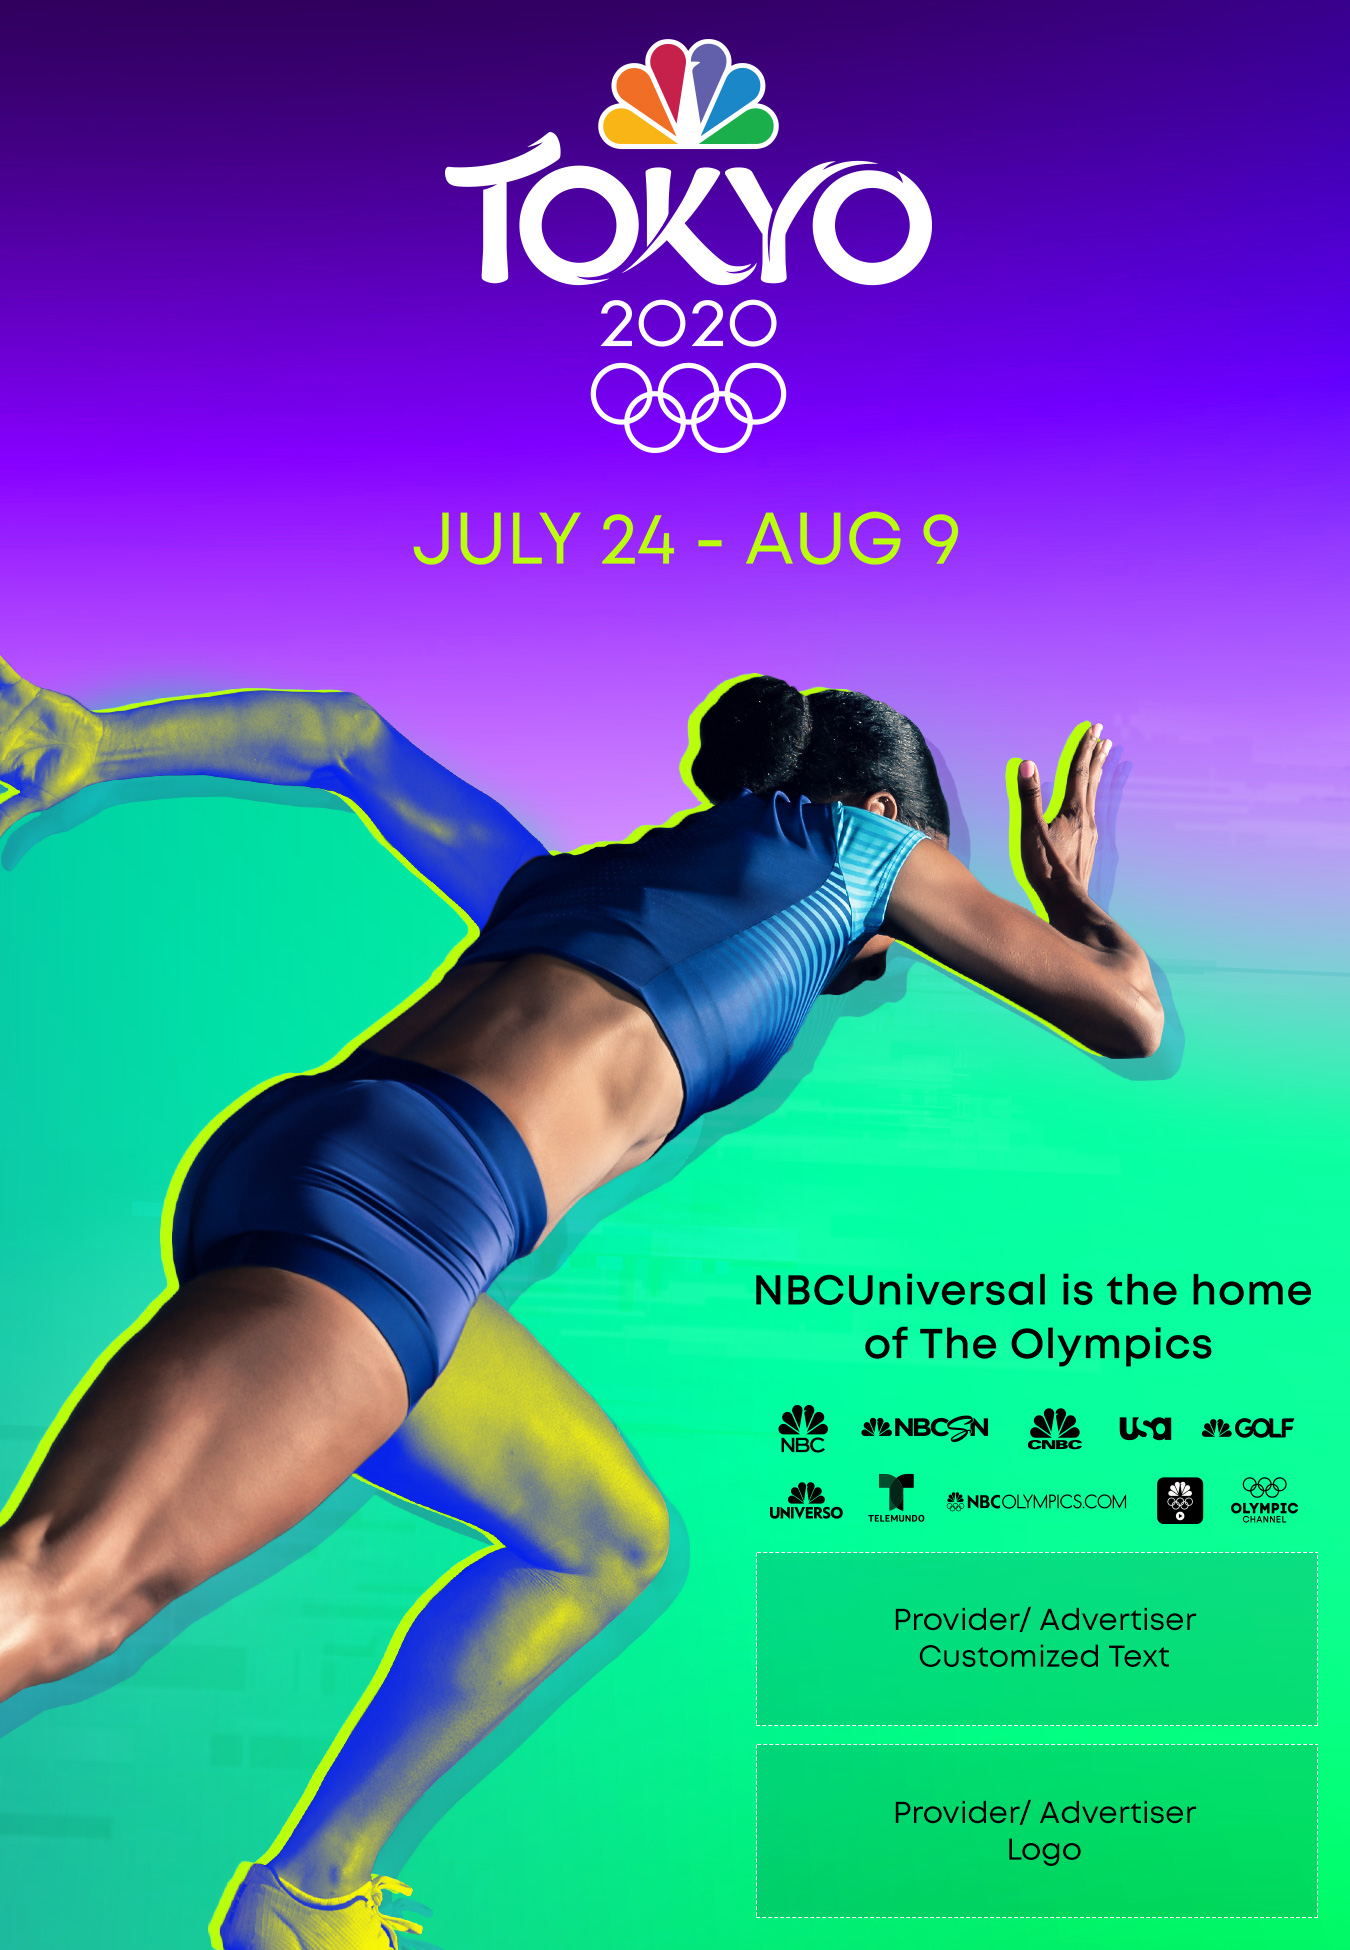 TOKYO
2020
JULY 24 - AUG 9
NBCUniversal is the home
of The Olympics
NBC NBCSN CNBC USA GOLF
UNIVERSO TELEMUNDO NBCOLYMPICS.COM OLYMPIC CHANNEL
Provider/ Advertiser
Customized Text
Provider/ Advertiser
Logo